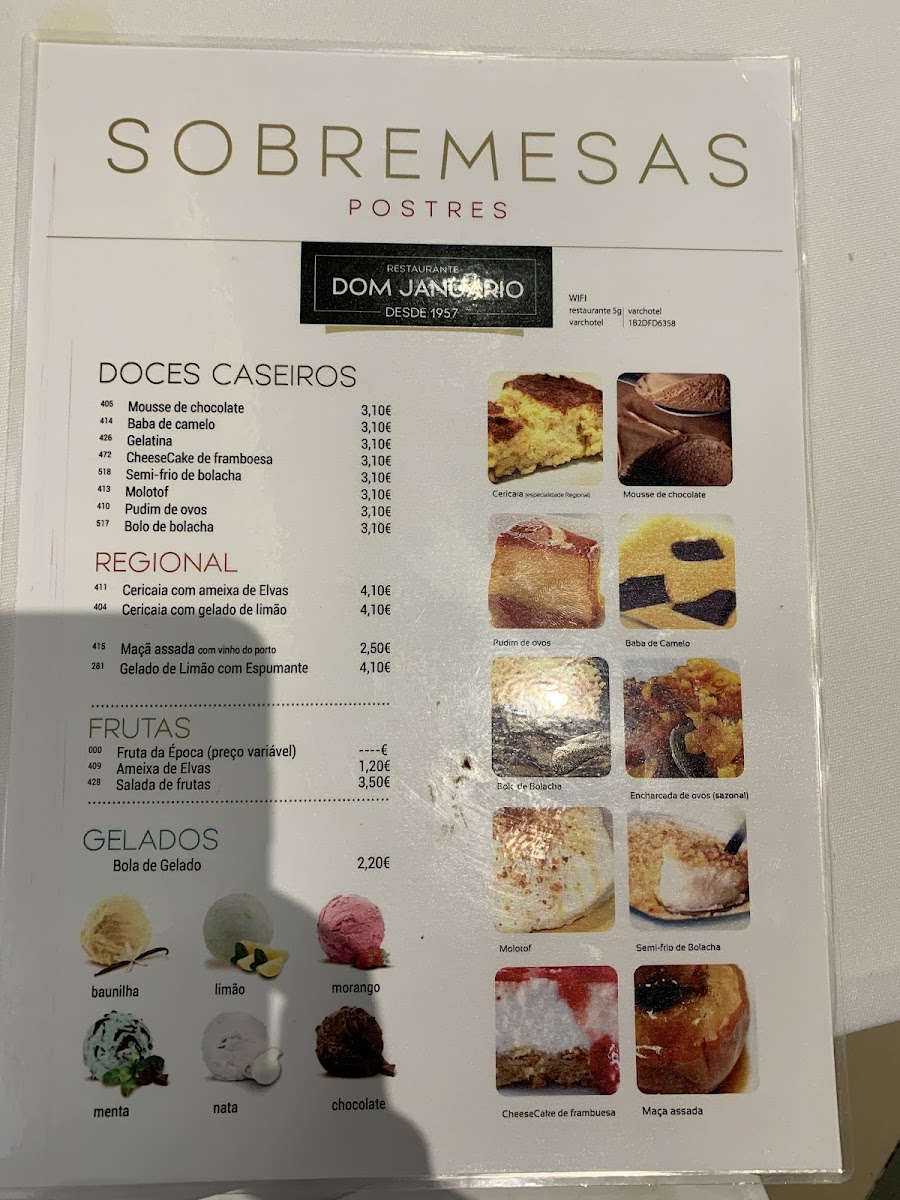 SOBREMESAS
POSTRES
RESTAURANTE
DOM JANUÁRIO
DESDE 1957
WIFI
restaurante 5g varchotel
varchotel 1B2DFD6358
DOCES CASEIROS
405 Mousse de chocolate 3,10€
414 Baba de camelo 3,10€
426 Gelatina 3,10€
472 CheeseCake de framboesa 3,10€
518 Semi-frio de bolacha 3,10€
413 Molotof 3,10€
410 Pudim de ovos 3,10€
517 Bolo de bolacha 3,10€
REGIONAL
411 Cericaia com ameixa de Elvas 4,10€
404 Cericaia com gelado de limão 4,10€
415 Maçã assada com vinho do porto 2,50€
281 Gelado de Limão com Espumante 4,10€
FRUTAS
000 Fruta da Época (preço variável) ----€
409 Ameixa de Elvas 1,20€
428 Salada de frutas 3,50€
GELADOS
Bola de Gelado 2,20€
baunilha
limão
morango
menta
nata
chocolate
Cericaia (especialidade Regional)
Mousse de chocolate
Pudim de ovos
Baba de Camelo
Bolo de Bolacha
Encharcada de ovos (sazonal)
Molotof
Semi-frio de Bolacha
CheeseCake de frambuesa
Maça assada